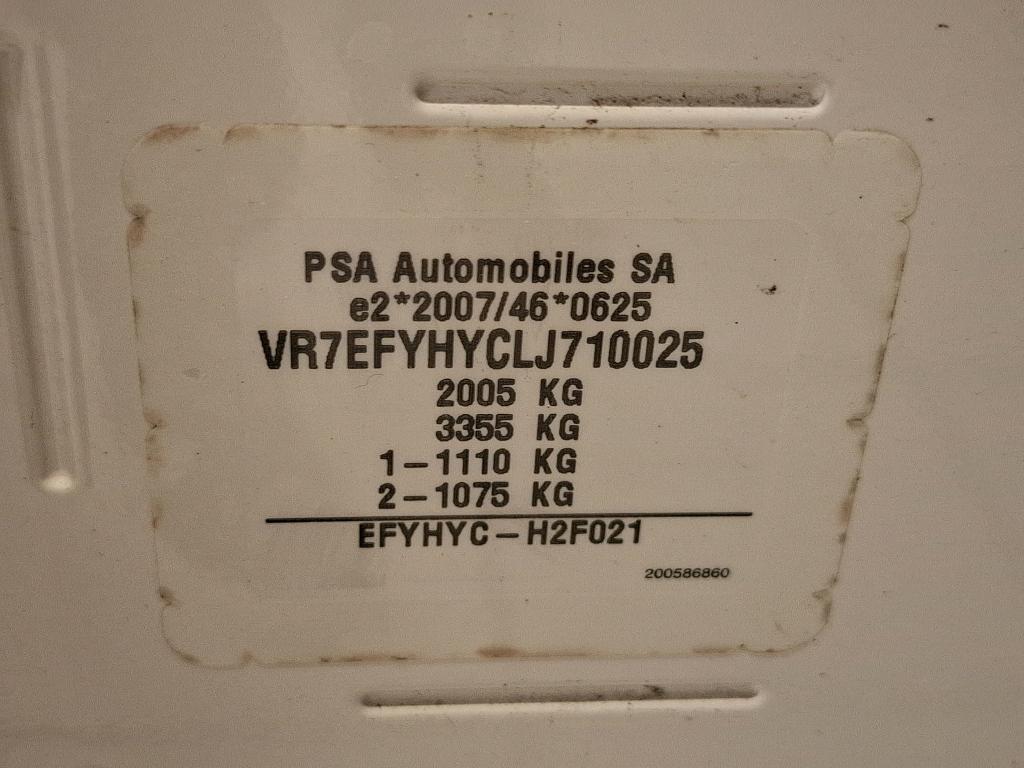 PSA Automobiles SA
e2*2007/46*0625
VR7EFYHYCLJ710025
2005 KG
3355 KG
1-1110 KG
2-1075 KG
EFYHYC-H2F021
200586860